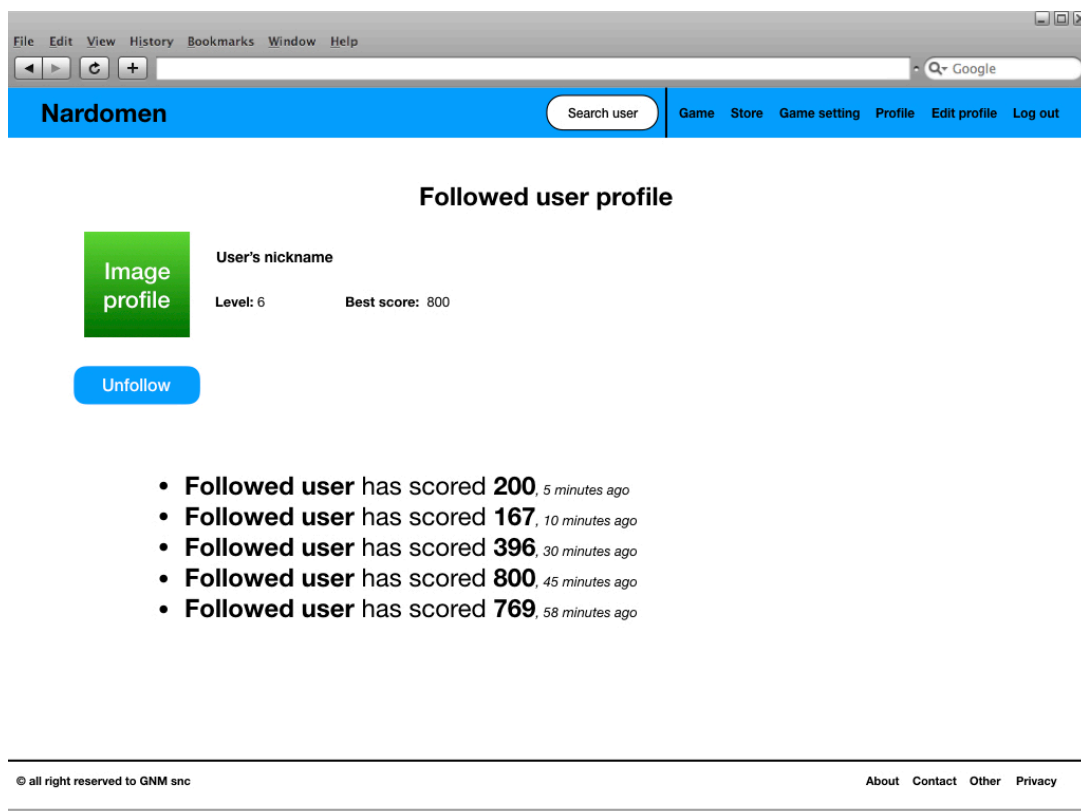 File Edit View History Bookmarks Window Help
Google
Nardomen Search user Game Store Game setting Profile Edit profile Log out
Followed user profile
Image
profile
User's nickname
Level: 6 Best score: 800
Unfollow
• Followed user has scored 200, 5 minutes ago
• Followed user has scored 167, 10 minutes ago
• Followed user has scored 396, 30 minutes ago
• Followed user has scored 800, 45 minutes ago
• Followed user has scored 769, 58 minutes ago
© all right reserved to GNM snc About Contact Other Privacy